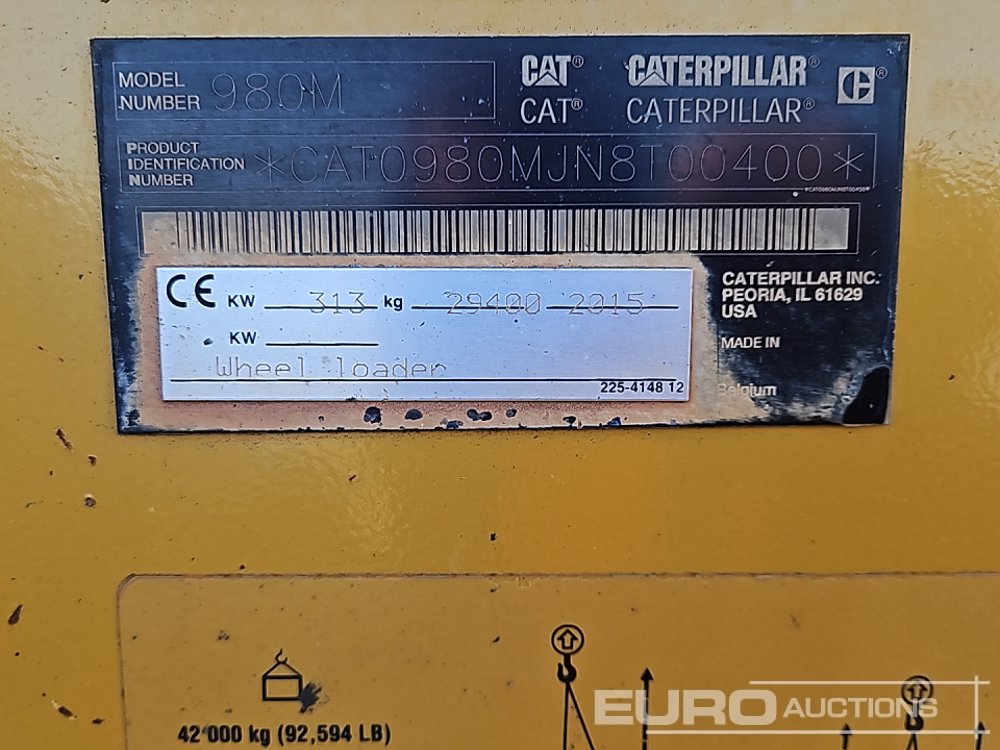 MODEL NUMBER 980M
CAT® CATERPILLAR®
CAT® CATERPILLAR®
PRODUCT IDENTIFICATION NUMBER *CAT0980MJN8T00400*
*CAT0980MJN8T00400*
CE KW 313 kg 29400 2015
KW
Wheel loader
225-4148 12
CATERPILLAR INC.
PEORIA, IL 61629
USA
MADE IN
Belgium
42 000 kg (92,594 LB)
EURO AUCTIONS